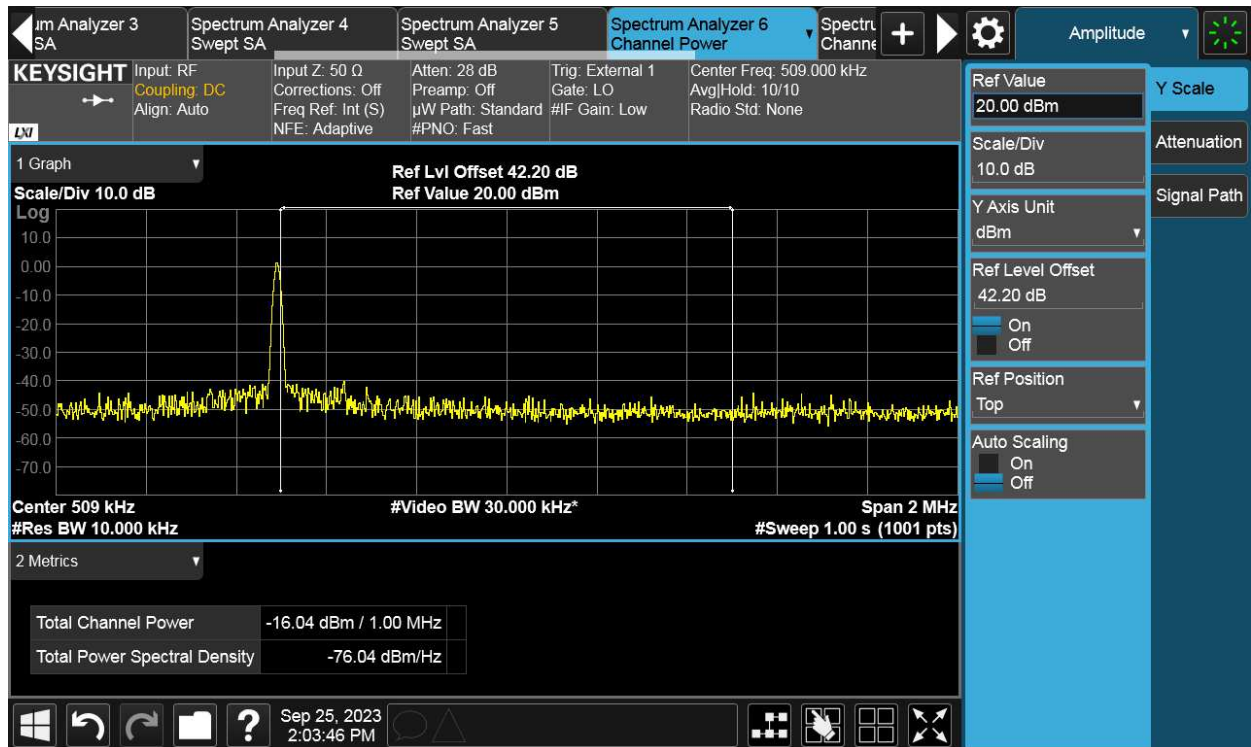 um Analyzer 3
SA
Spectrum Analyzer 4
Swept SA
Spectrum Analyzer 5
Swept SA
Spectrum Analyzer 6
Channel Power
Spectru
Channe
Amplitude
KEYSIGHT
LXI
Input: RF
Coupling: DC
Align: Auto
Input Z: 50 Ω
Corrections: Off
Freq Ref: Int (S)
NFE: Adaptive
Atten: 28 dB
Preamp: Off
µW Path: Standard
#PNO: Fast
Trig: External 1
Gate: LO
#IF Gain: Low
Center Freq: 509.000 kHz
Avg|Hold: 10/10
Radio Std: None
1 Graph
Scale/Div 10.0 dB
Ref Lvl Offset 42.20 dB
Ref Value 20.00 dBm
Log
10.0
0.00
-10.0
-20.0
-30.0
-40.0
-50.0
-60.0
-70.0
Center 509 kHz
#Res BW 10.000 kHz
#Video BW 30.000 kHz*
Span 2 MHz
#Sweep 1.00 s (1001 pts)
2 Metrics
Total Channel Power -16.04 dBm / 1.00 MHz
Total Power Spectral Density -76.04 dBm/Hz
Ref Value
20.00 dBm
Scale/Div
10.0 dB
Y Axis Unit
dBm
Ref Level Offset
42.20 dB
On
Off
Ref Position
Top
Auto Scaling
On
Off
Y Scale
Attenuation
Signal Path
?
Sep 25, 2023
2:03:46 PM